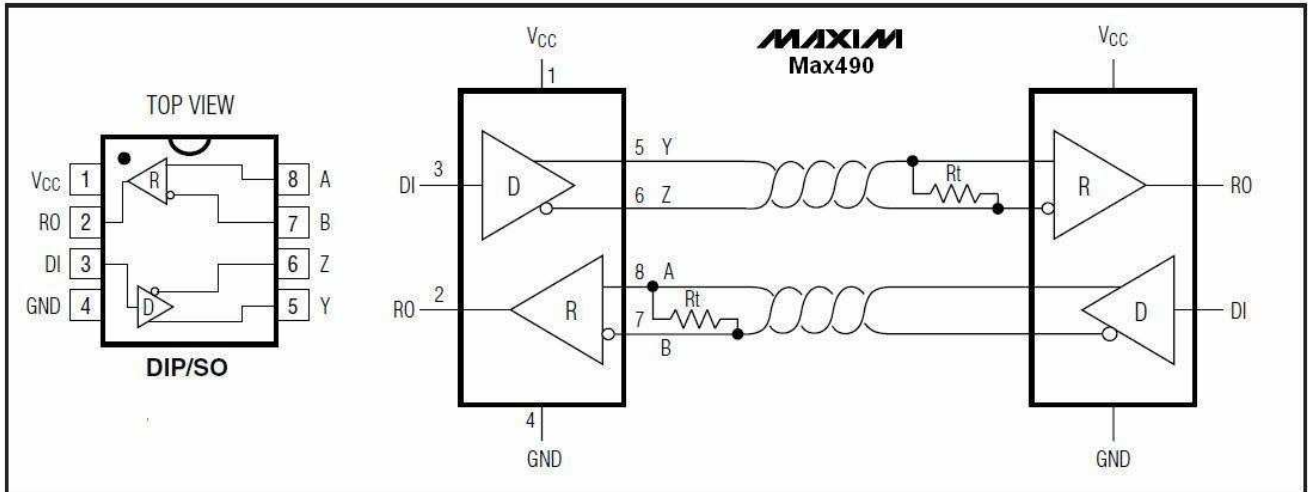 TOP VIEW
VCC 1
RO 2
DI 3
GND 4
8 A
7 B
6 Z
5 Y
R
D
DIP/SO
MAXIM
Max490
VCC
1
DI 3
D
5 Y
6 Z
Rt
R
RO
VCC
RO 2
R
8 A
7
B
Rt
D
DI
4
GND
GND